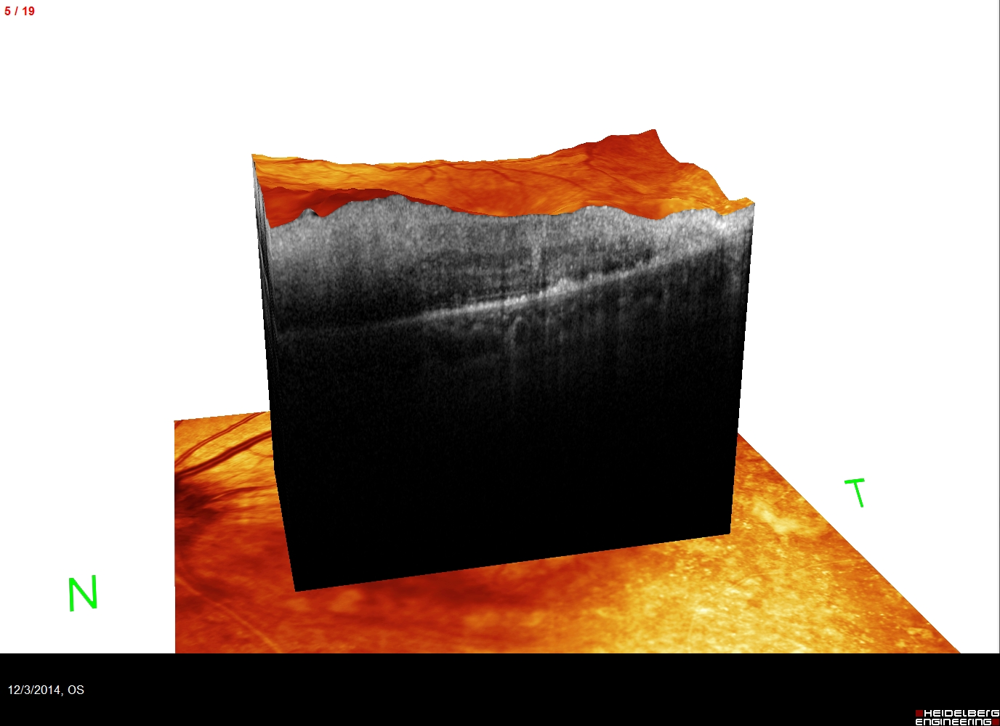 5 / 19
T
N
12/3/2014, OS
HEIDELBERG
ENGINEERING